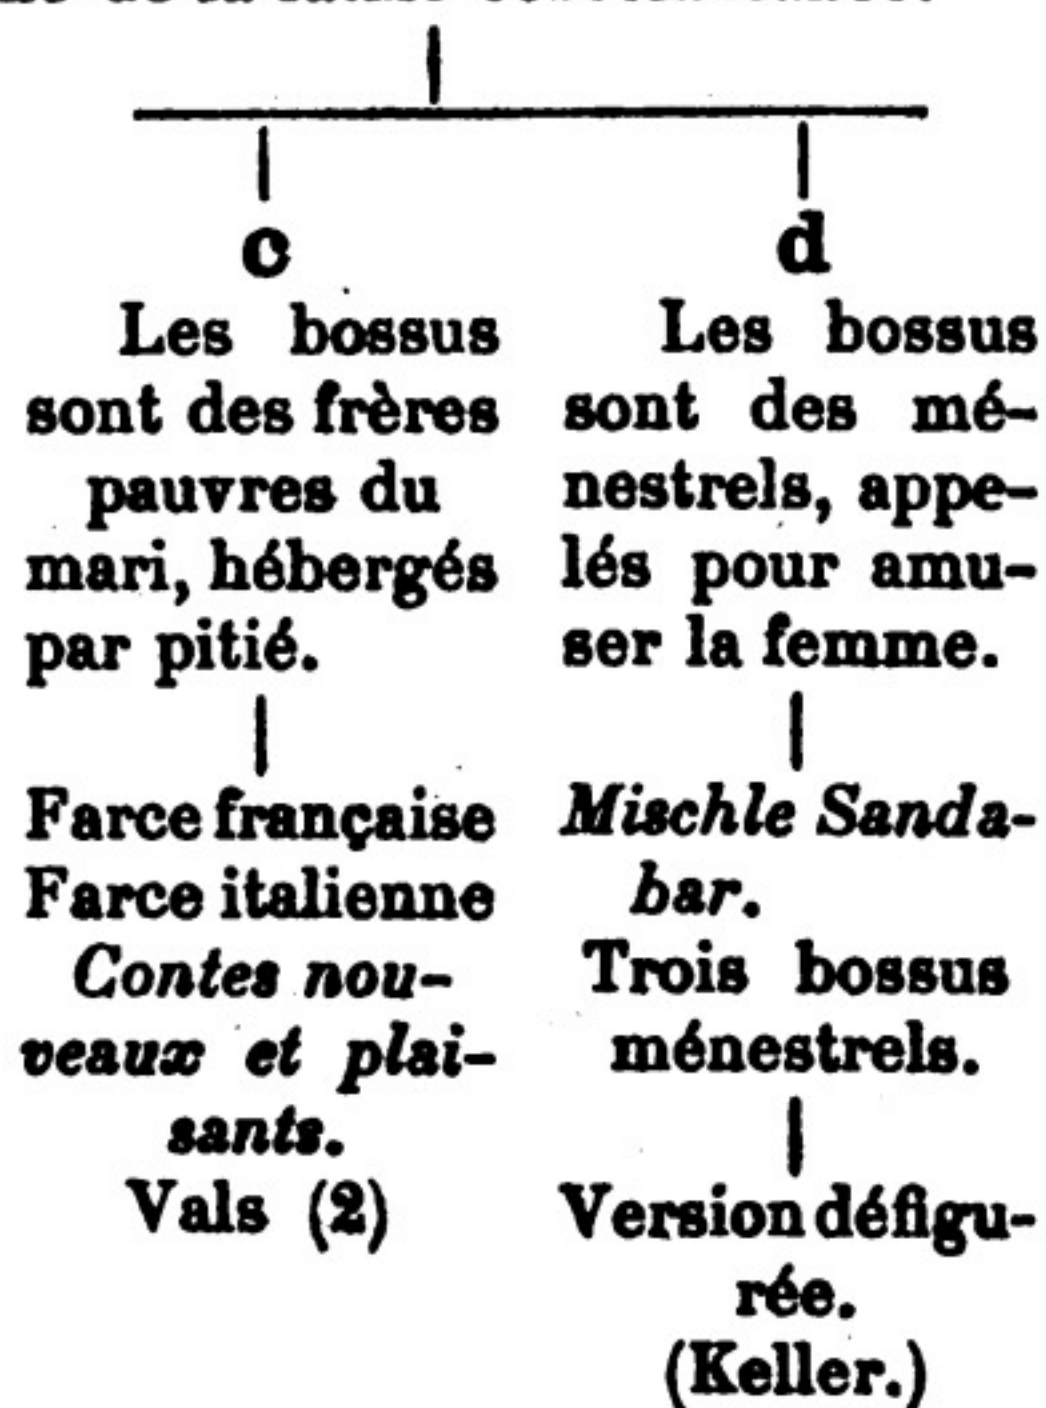 c
Les bossus
sont des frères
pauvres du
mari, hébergés
par pitié.
Farce française
Farce italienne
Contes nou-
veaux et plai-
sants.
Vals (2)
d
Les bossus
sont des mé-
nestrels, appe-
lés pour amu-
ser la femme.
Mischle Sanda-
bar.
Trois bossus
ménestrels.
Version défigu-
rée.
(Keller.)